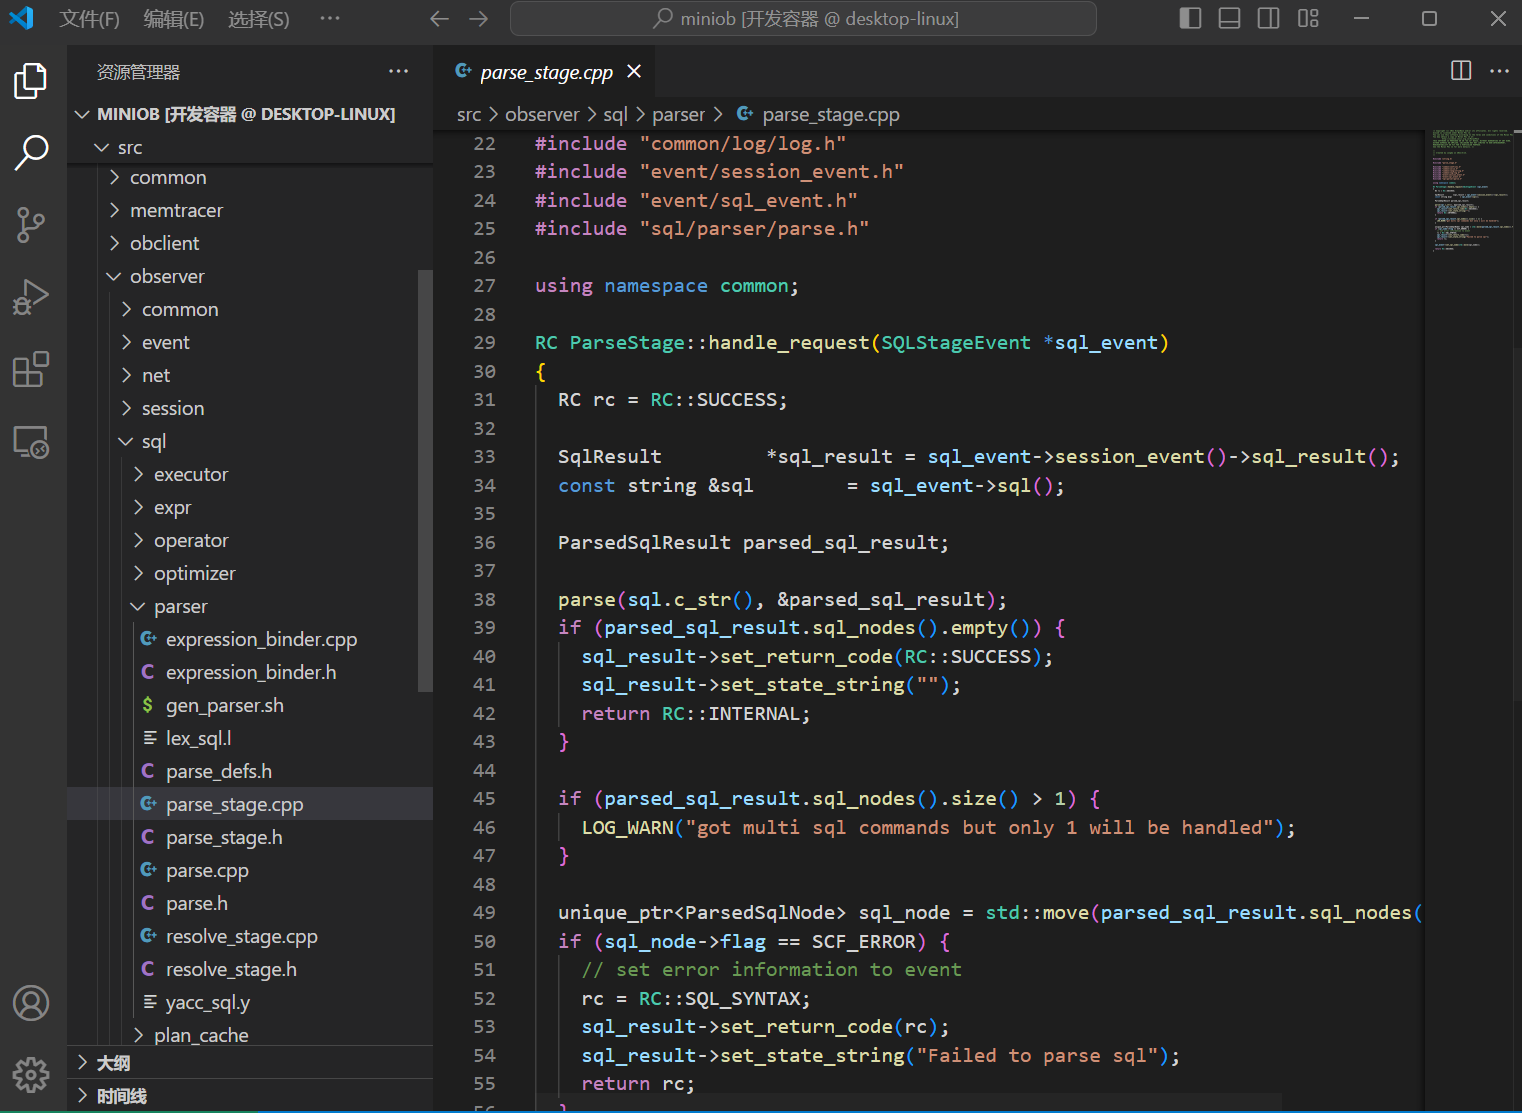 文件(F) 编辑(E) 选择(S) ··· miniob [开发容器 @ desktop-linux]
资源管理器
MINIOB [开发容器 @ DESKTOP-LINUX]
src
common
memtracer
obclient
observer
common
event
net
session
sql
executor
expr
operator
optimizer
parser
expression_binder.cpp
expression_binder.h
gen_parser.sh
lex_sql.l
parse_defs.h
parse_stage.cpp
parse_stage.h
parse.cpp
parse.h
resolve_stage.cpp
resolve_stage.h
yacc_sql.y
plan_cache
大纲
时间线
parse_stage.cpp
src > observer > sql > parser > parse_stage.cpp
22 #include "common/log/log.h"
23 #include "event/session_event.h"
24 #include "event/sql_event.h"
25 #include "sql/parser/parse.h"
26
27 using namespace common;
28
29 RC ParseStage::handle_request(SQLStageEvent *sql_event)
30 {
31   RC rc = RC::SUCCESS;
32
33   SqlResult         *sql_result = sql_event->session_event()->sql_result();
34   const string &sql        = sql_event->sql();
35
36   ParsedSqlResult parsed_sql_result;
37
38   parse(sql.c_str(), &parsed_sql_result);
39   if (parsed_sql_result.sql_nodes().empty()) {
40     sql_result->set_return_code(RC::SUCCESS);
41     sql_result->set_state_string("");
42     return RC::INTERNAL;
43   }
44
45   if (parsed_sql_result.sql_nodes().size() > 1) {
46     LOG_WARN("got multi sql commands but only 1 will be handled");
47   }
48
49   unique_ptr<ParsedSqlNode> sql_node = std::move(parsed_sql_result.sql_nodes(
50   if (sql_node->flag == SCF_ERROR) {
51     // set error information to event
52     rc = RC::SQL_SYNTAX;
53     sql_result->set_return_code(rc);
54     sql_result->set_state_string("Failed to parse sql");
55     return rc;
56   }